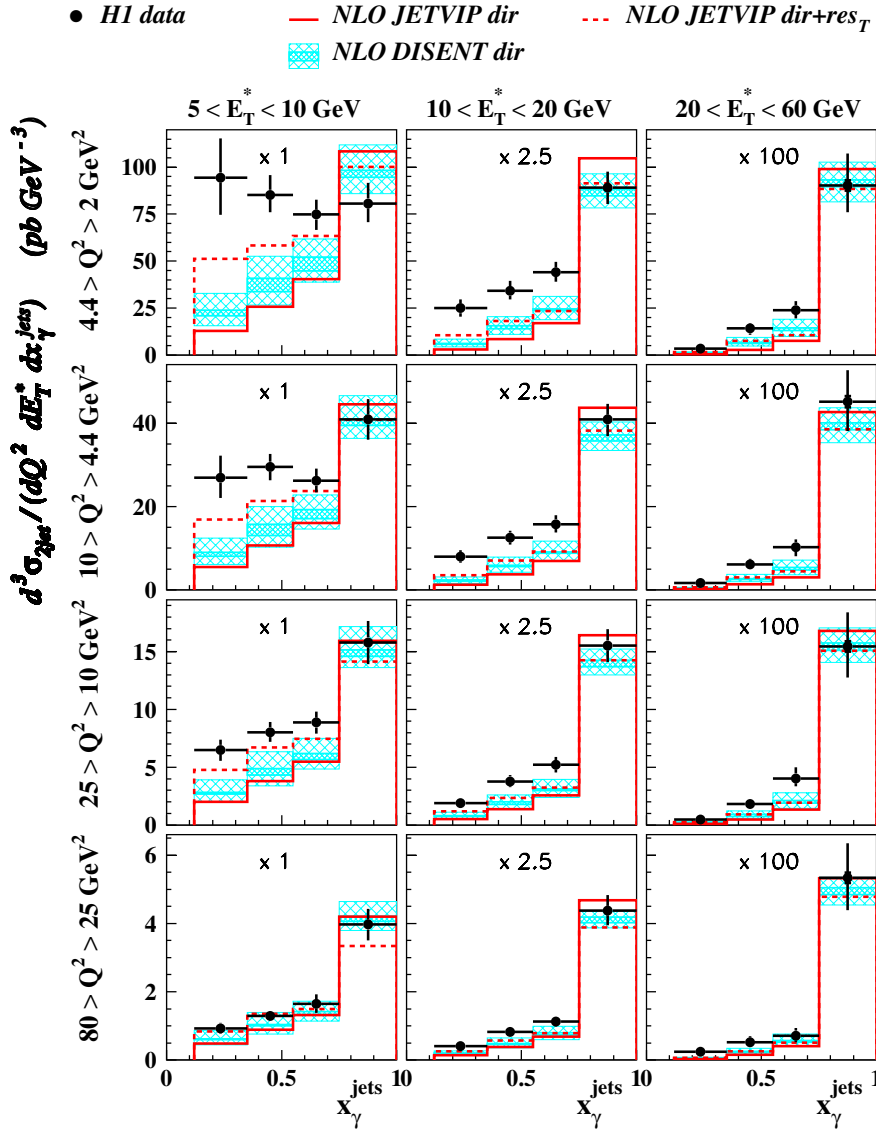 H1 data NLO JETVIP dir NLO JETVIP dir+res_T
NLO DISENT dir
5 < E_T^* < 10 GeV 10 < E_T^* < 20 GeV 20 < E_T^* < 60 GeV
d^3σ_2jet/(dQ^2 dE_T^* dx_γ^jets) (pb GeV^-3)
4.4 > Q^2 > 2 GeV^2
x 1 x 2.5 x 100
100
75
50
25
0
10 > Q^2 > 4.4 GeV^2
x 1 x 2.5 x 100
40
20
0
25 > Q^2 > 10 GeV^2
x 1 x 2.5 x 100
15
10
5
0
80 > Q^2 > 25 GeV^2
x 1 x 2.5 x 100
6
4
2
0
0 0.5 10 0.5 10 0.5 1
x_γ^jets x_γ^jets x_γ^jets